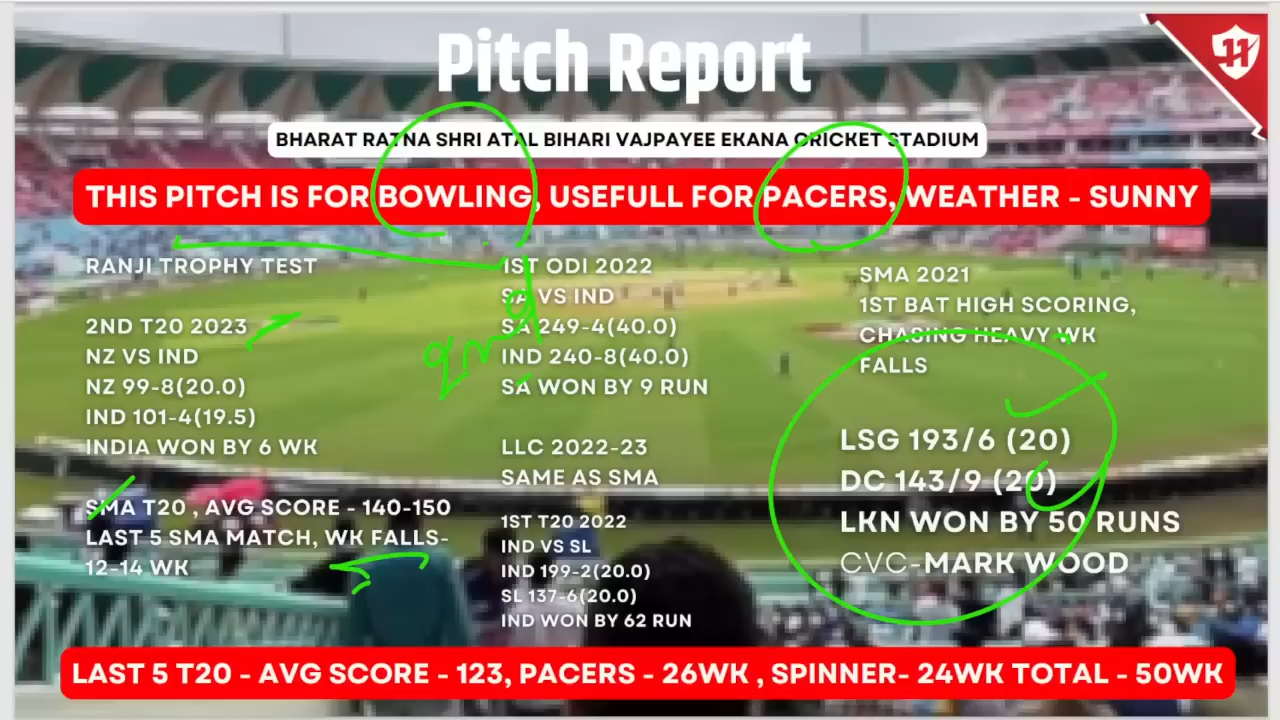 Pitch Report
BHARAT RATNA SHRI ATAL BIHARI VAJPAYEE EKANA CRICKET STADIUM
THIS PITCH IS FOR BOWLING, USEFULL FOR PACERS, WEATHER - SUNNY
RANJI TROPHY TEST
2ND T20 2023
NZ VS IND
NZ 99-8(20.0)
IND 101-4(19.5)
INDIA WON BY 6 WK
SMA T20 , AVG SCORE - 140-150
LAST 5 SMA MATCH, WK FALLS-
12-14 WK
1ST ODI 2022
SA VS IND
SA 249-4(40.0)
IND 240-8(40.0)
SA WON BY 9 RUN
2nd
LLC 2022-23
SAME AS SMA
1ST T20 2022
IND VS SL
IND 199-2(20.0)
SL 137-6(20.0)
IND WON BY 62 RUN
SMA 2021
1ST BAT HIGH SCORING,
CHASING HEAVY WK
FALLS
LSG 193/6 (20)
DC 143/9 (20)
LKN WON BY 50 RUNS
CVC-MARK WOOD
LAST 5 T20 - AVG SCORE - 123, PACERS - 26WK , SPINNER- 24WK TOTAL - 50WK